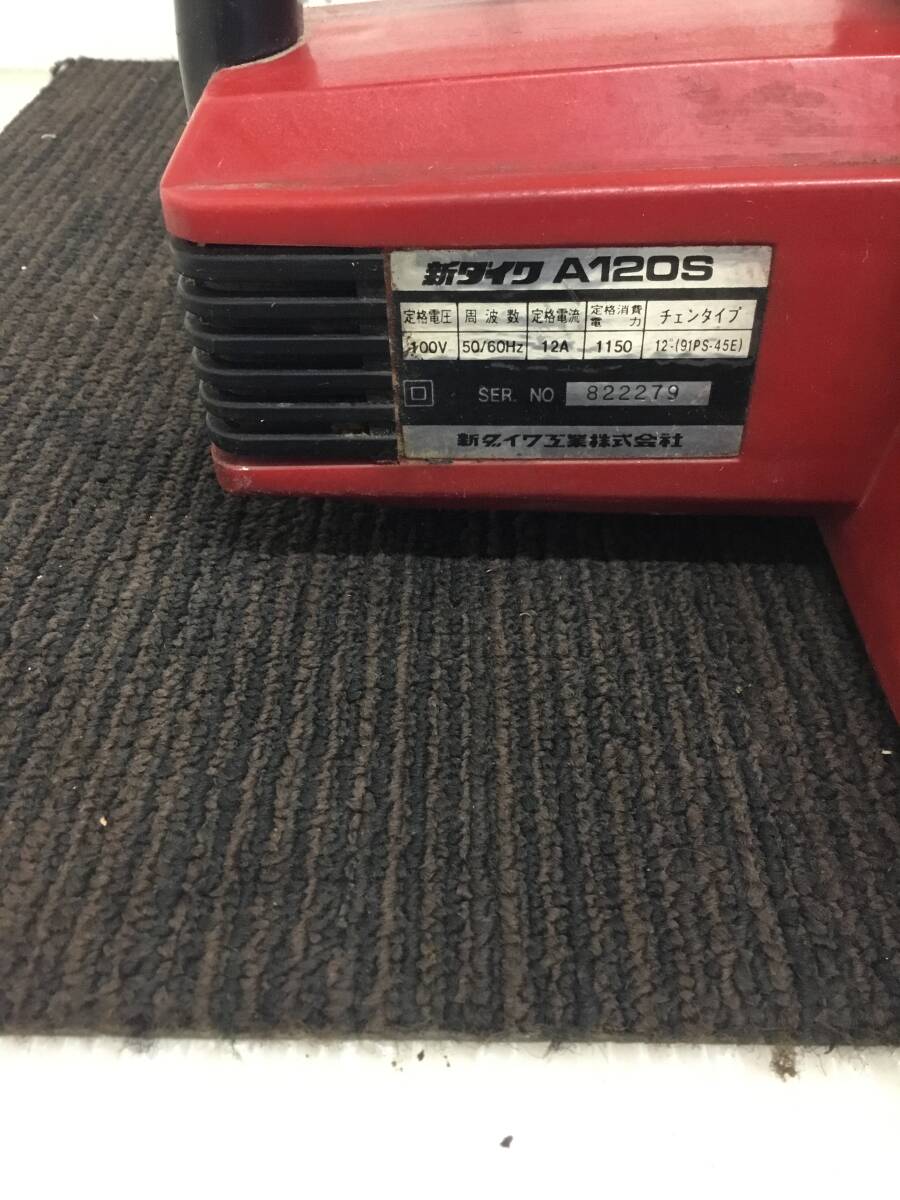 新ダイワ A120S
定格電圧 周波数 定格電流 定格消費電力 チェンタイプ
100V 50/60Hz 12A 1150 12-(91PS-45E)
SER. NO 822279
新ダイワ工業株式会社